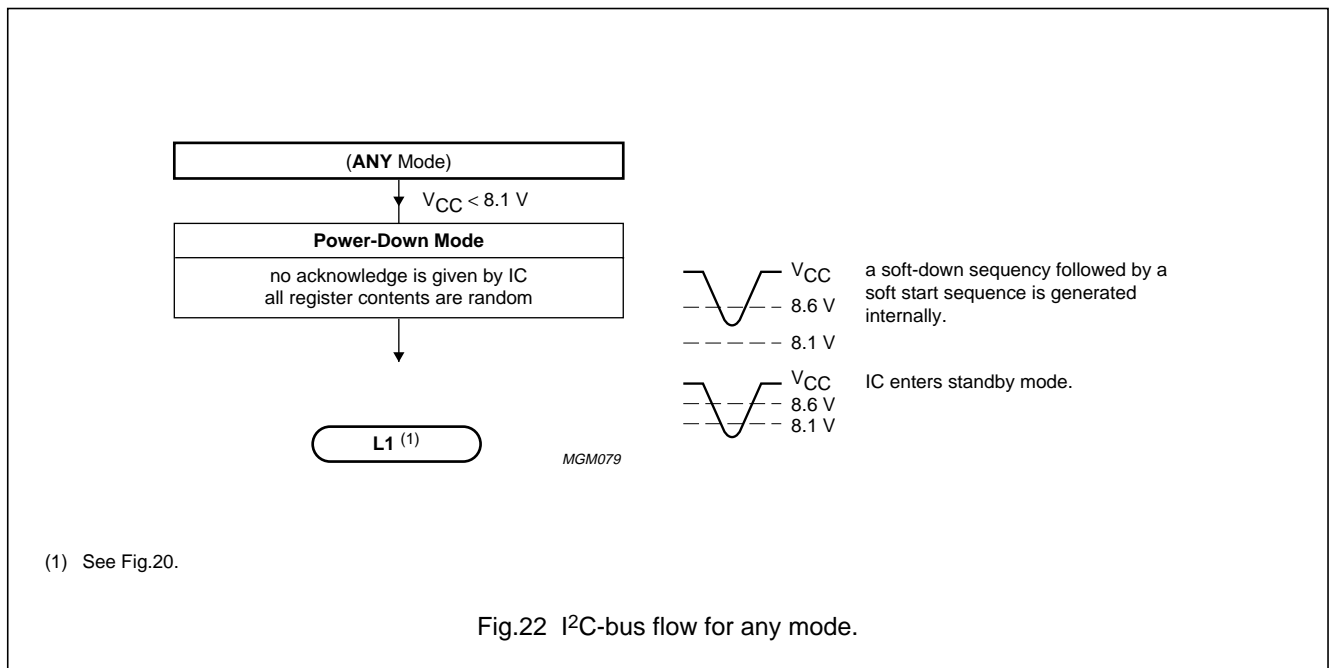 (ANY Mode)
VCC < 8.1 V
Power-Down Mode
no acknowledge is given by IC
all register contents are random
L1 (1)
MGM079
VCC
8.6 V
8.1 V
a soft-down sequency followed by a
soft start sequence is generated
internally.
VCC
8.6 V
8.1 V
IC enters standby mode.
(1) See Fig.20.
Fig.22 I²C-bus flow for any mode.